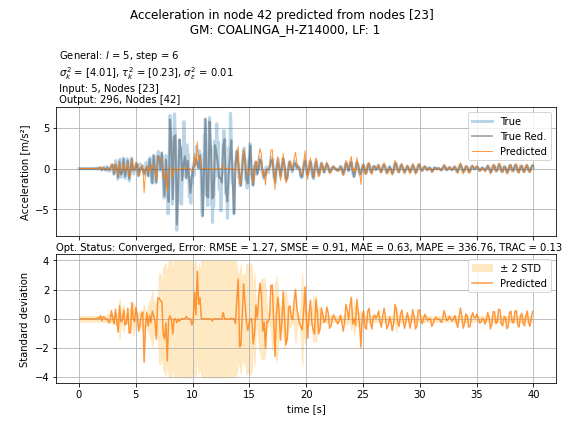 Acceleration in node 42 predicted from nodes [23]
GM: COALINGA_H-Z14000, LF: 1
General: l = 5, step = 6
σ²ₖ = [4.01], τ²ₖ = [0.23], σ²ε = 0.01
Input: 5, Nodes [23]
Output: 296, Nodes [42]
Acceleration [m/s²]
5
0
−5
True
True Red.
Predicted
Opt. Status: Converged, Error: RMSE = 1.27, SMSE = 0.91, MAE = 0.63, MAPE = 336.76, TRAC = 0.13
Standard deviation
4
2
0
−2
−4
± 2 STD
Predicted
0 5 10 15 20 25 30 35 40
time [s]